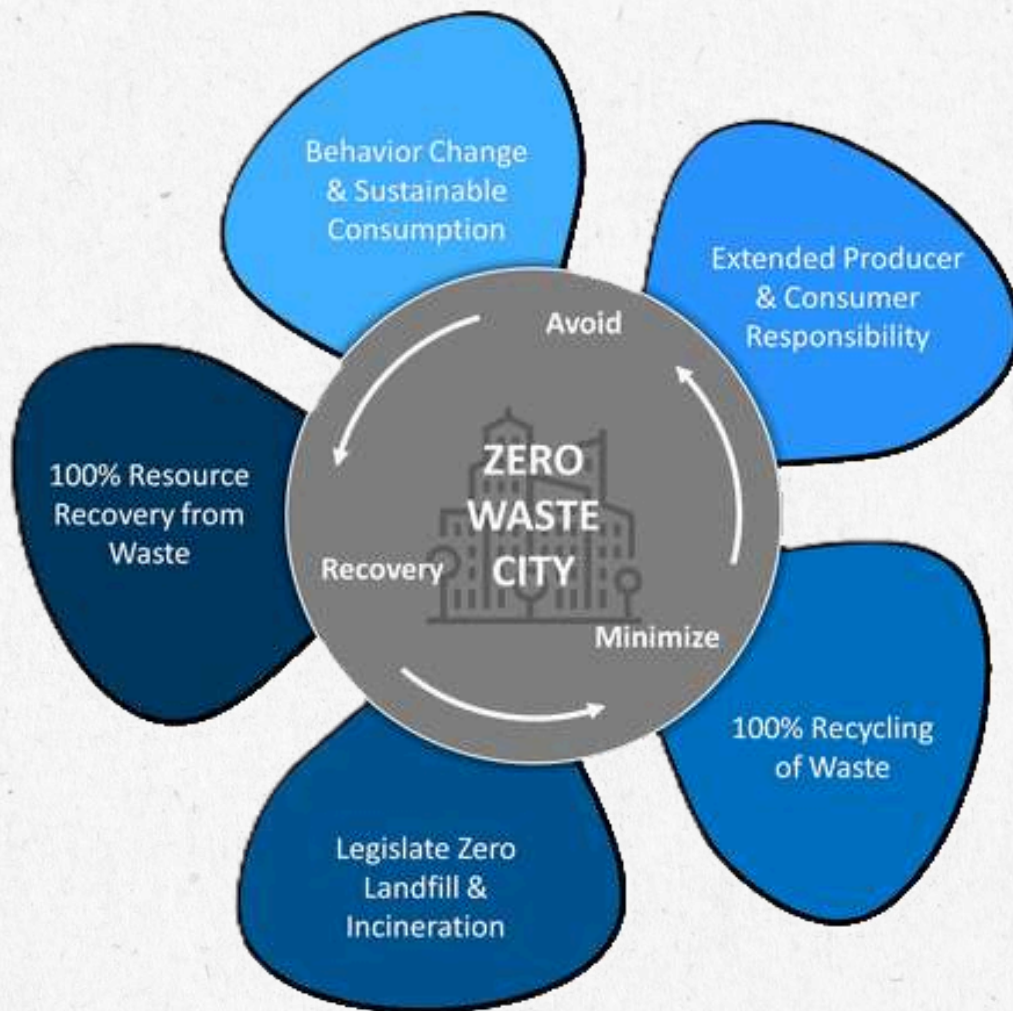 Behavior Change
& Sustainable
Consumption
Extended Producer
& Consumer
Responsibility
100% Recycling
of Waste
Legislate Zero
Landfill &
Incineration
100% Resource
Recovery from
Waste
Avoid
ZERO
WASTE
CITY
Recovery
Minimize